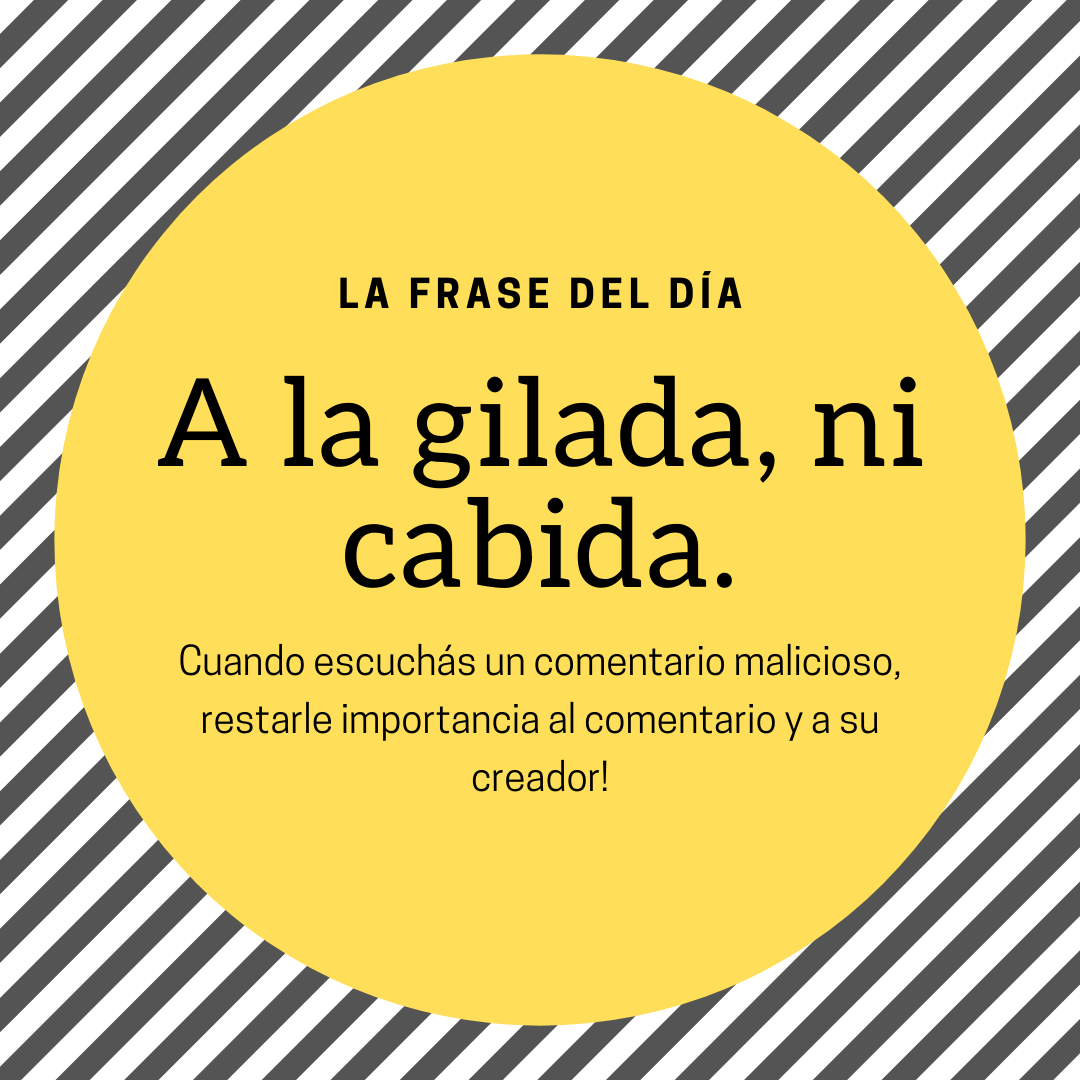 LA FRASE DEL DÍA
A la gilada, ni
cabida.
Cuando escuchás un comentario malicioso,
restarle importancia al comentario y a su
creador!